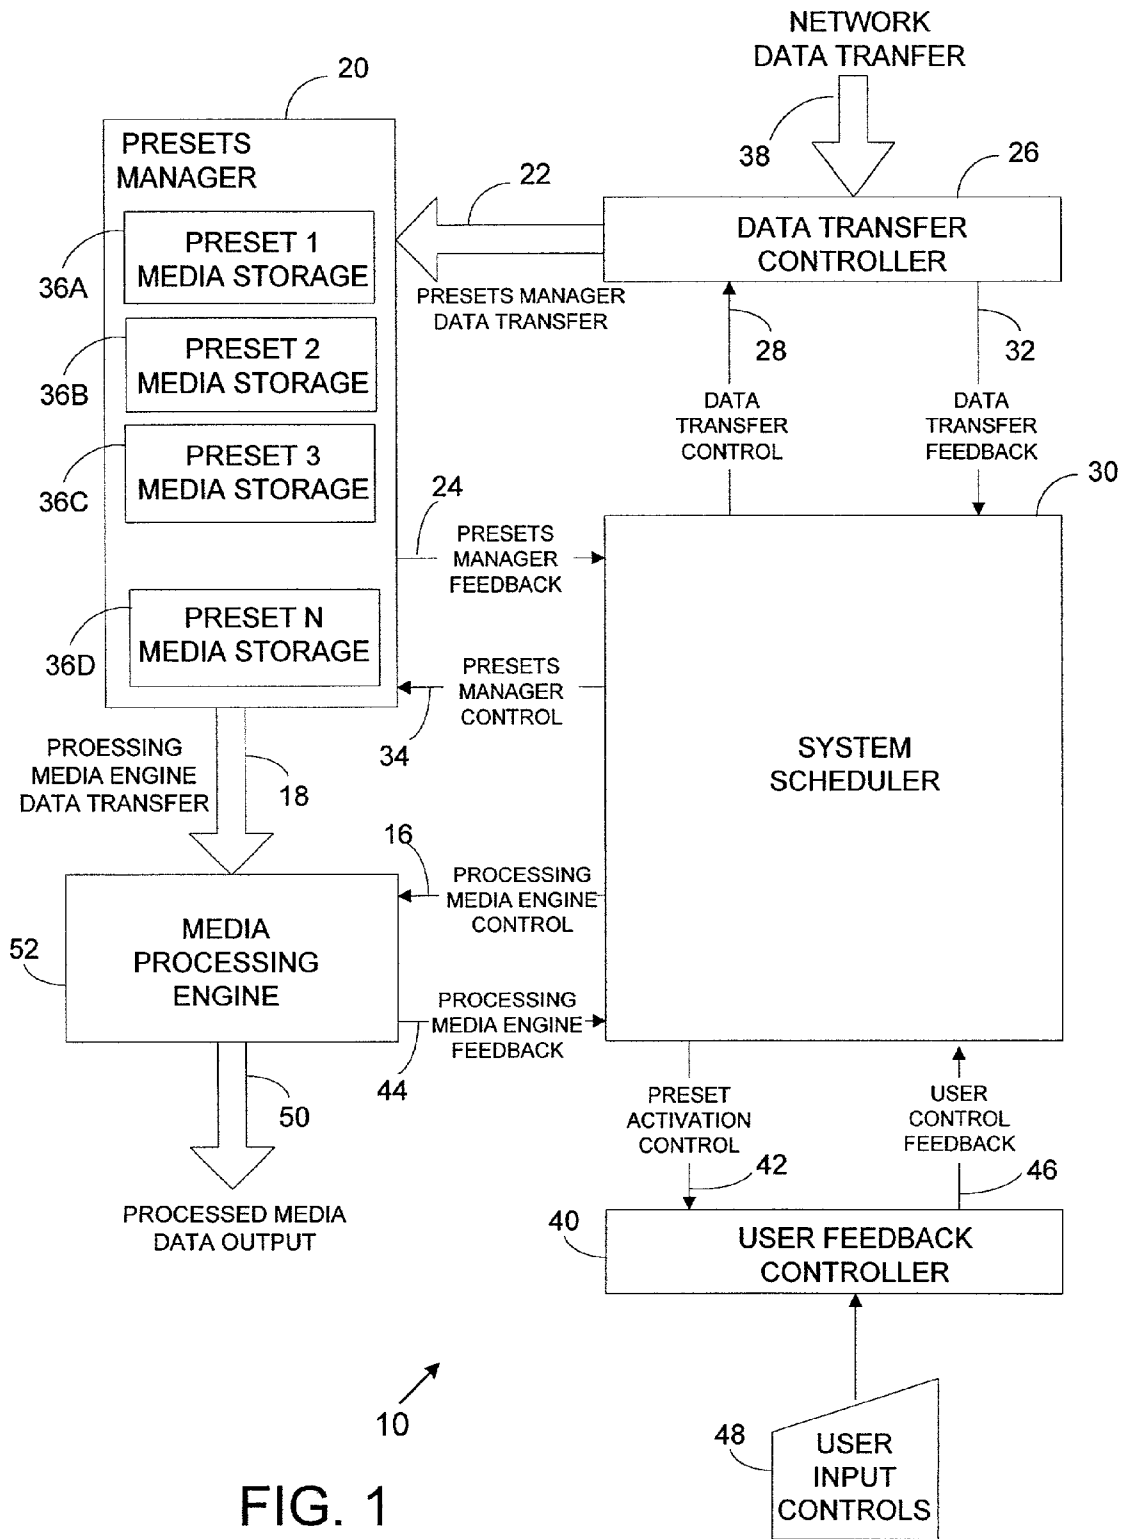 NETWORK
DATA TRANFER
38
26
DATA TRANSFER
CONTROLLER
20
PRESETS
MANAGER
PRESET 1
MEDIA STORAGE
36A
PRESET 2
MEDIA STORAGE
36B
PRESET 3
MEDIA STORAGE
36C
PRESET N
MEDIA STORAGE
36D
22
PRESETS MANAGER
DATA TRANSFER
28
DATA
TRANSFER
CONTROL
32
DATA
TRANSFER
FEEDBACK
30
24
PRESETS
MANAGER
FEEDBACK
PRESETS
MANAGER
CONTROL
34
SYSTEM
SCHEDULER
PROESSING
MEDIA ENGINE
DATA TRANSFER
18
16
PROCESSING
MEDIA ENGINE
CONTROL
52
MEDIA
PROCESSING
ENGINE
PROCESSING
MEDIA ENGINE
FEEDBACK
44
50
PROCESSED MEDIA
DATA OUTPUT
PRESET
ACTIVATION
CONTROL
42
USER
CONTROL
FEEDBACK
46
40
USER FEEDBACK
CONTROLLER
48
USER
INPUT
CONTROLS
10
FIG. 1